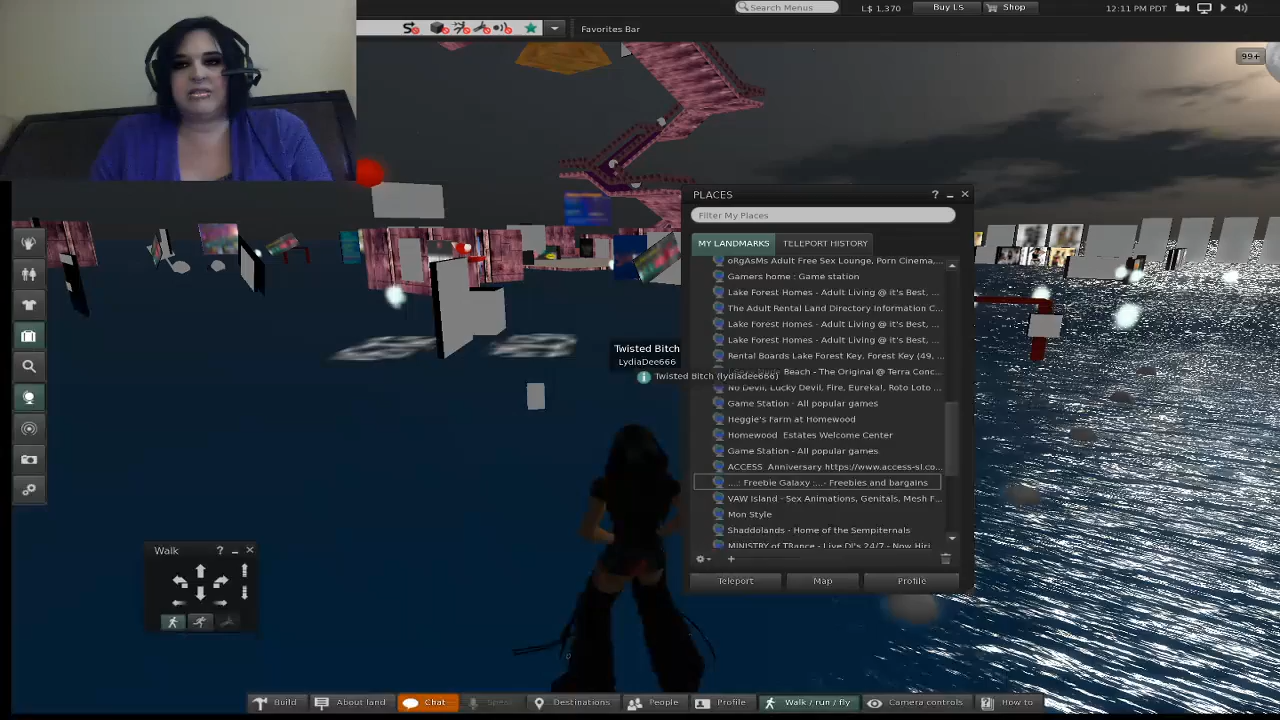 Search Menus
L$ 1,370
Buy L$
Shop
12:11 PM PDT
Favorites Bar
99+
PLACES
?
Filter My Places
MY LANDMARKS
TELEPORT HISTORY
oRgAsMs Adult Free Sex Lounge, Porn Cinema,...
Gamers home : Game station
Lake Forest Homes - Adult Living @ it's Best, ...
The Adult Rental Land Directory Information C...
Lake Forest Homes - Adult Living @ it's Best, ...
Lake Forest Homes - Adult Living @ it's Best, ...
Rental Boards Lake Forest Key, Forest Key (49, ...
Beach - The Original @ Terra Conc...
No Devil, Lucky Devil, Fire, Eureka!, Roto Loto ...
Game Station - All popular games
Heggie's Farm at Homewood
Homewood Estates Welcome Center
Game Station - All popular games
ACCESS Anniversary https://www.access-sl.co...
...: Freebie Galaxy :...- Freebies and bargains
VAW Island - Sex Animations, Genitals, Mesh F...
Mon Style
Shaddolands - Home of the Sempiternals
MINISTRY of TRance - Live DJ's 24/7 - Now Hiri...
Teleport
Map
Profile
Twisted Bitch
LydiaDee666
Twisted Bitch (lydiadee666)
Walk
?
Build
About land
Chat
Speak
Destinations
People
Profile
Walk / run / fly
Camera controls
How to